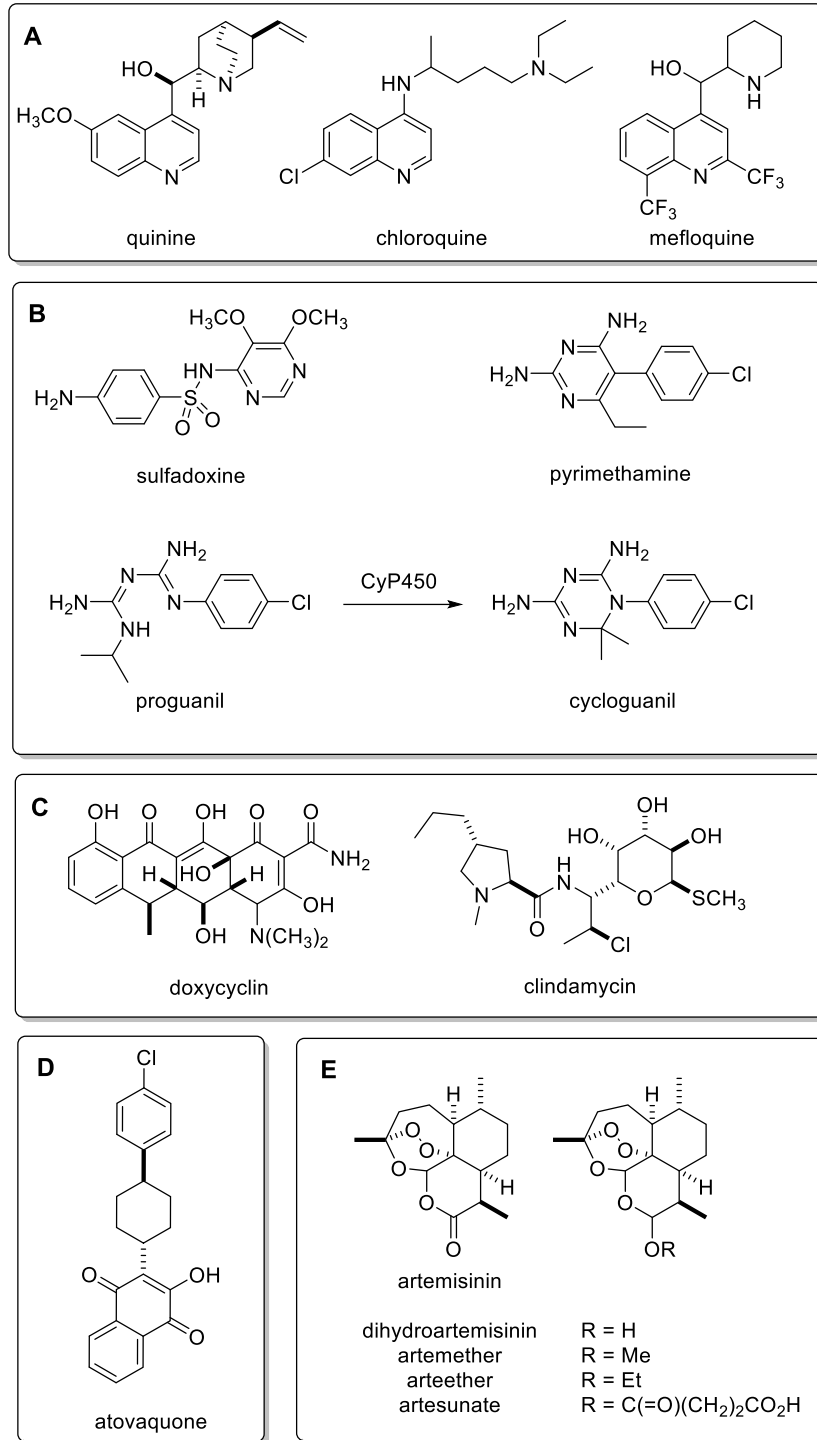 A
HO
N
H
H₃CO
N
quinine
HN
N
Cl
N
chloroquine
HO
N
H
N
CF₃
CF₃
mefloquine
B
H₃CO
OCH₃
HN
N
N
H₂N
S
O
O
sulfadoxine
NH₂
N
H₂N
N
Cl
pyrimethamine
NH₂
N
H₂N
N
NH
Cl
proguanil
CyP450
NH₂
N
H₂N
N
N
Cl
cycloguanil
C
OH
O
OH
O
O
NH₂
H
HO
H
OH
OH
N(CH₃)₂
doxycyclin
OH
HO
OH
H
N
N
O
O
SCH₃
Cl
clindamycin
D
Cl
O
OH
O
atovaquone
E
H
O
O
O
H
O
O
artemisinin
H
O
O
O
H
O
OR
dihydroartemisinin R = H
artemether R = Me
arteether R = Et
artesunate R = C(=O)(CH₂)₂CO₂H